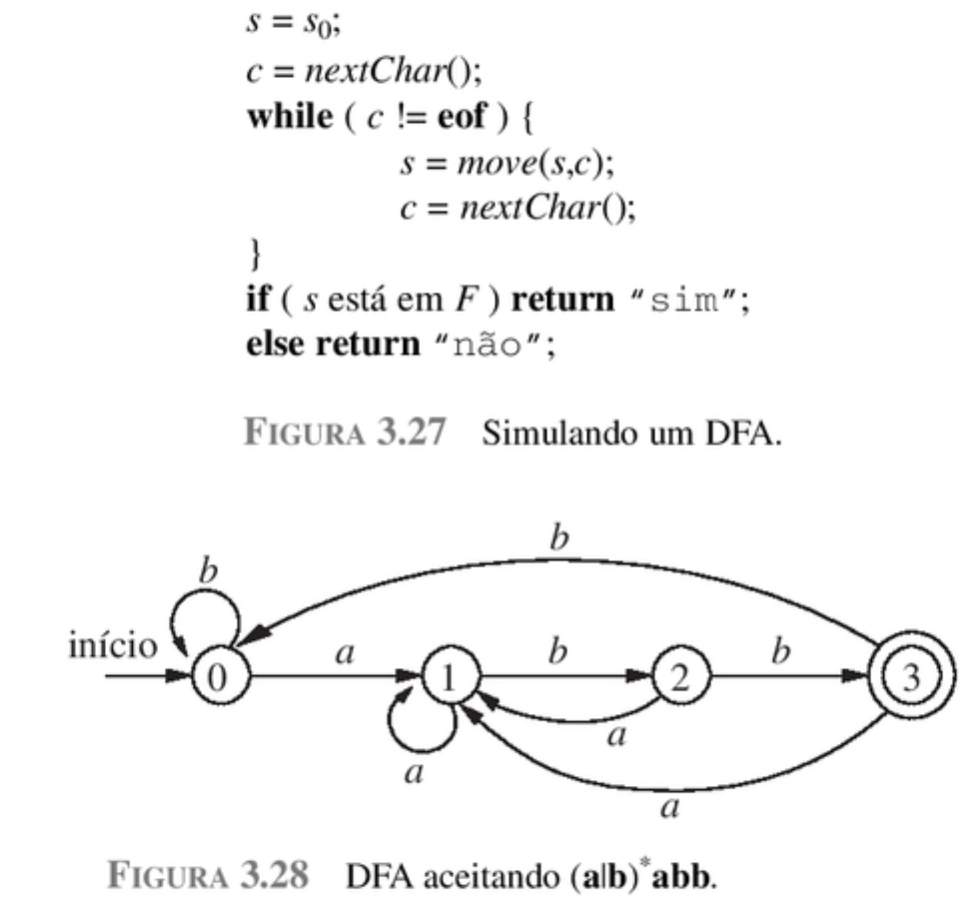 s = s₀;
c = nextChar();
while ( c != eof ) {
s = move(s,c);
c = nextChar();
}
if ( s está em F ) return "sim";
else return "não";
FIGURA 3.27 Simulando um DFA.
b
b
início
0
a
1
b
2
b
3
a
a
a
FIGURA 3.28 DFA aceitando (a|b)*abb.